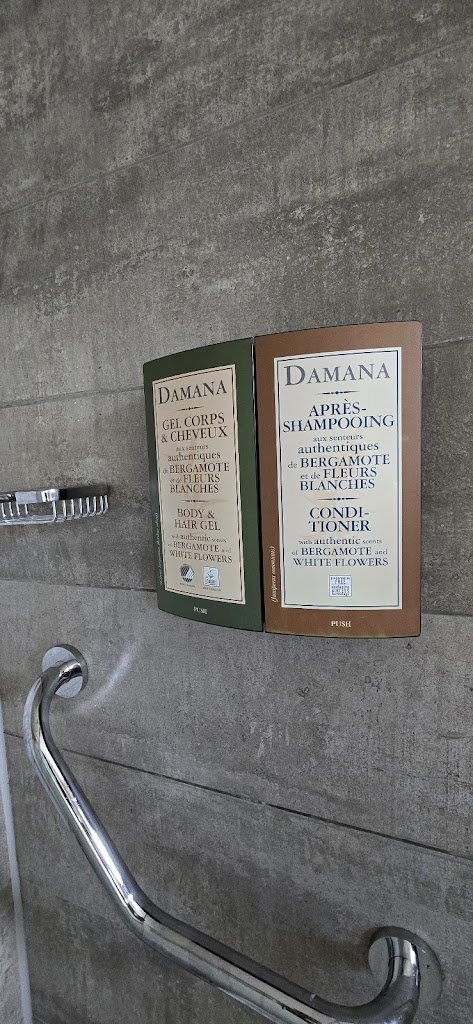 DAMANA
GEL CORPS
& CHEVEUX
aux senteurs
authentiques
de BERGAMOTE
et de FLEURS
BLANCHES
BODY &
HAIR GEL
with authentic scents
of BERGAMOTE and
WHITE FLOWERS
PUSH
DAMANA
APRÈS-
SHAMPOOING
aux senteurs
authentiques
de BERGAMOTE
et de FLEURS
BLANCHES
CONDI-
TIONER
with authentic scents
of BERGAMOTE and
WHITE FLOWERS
PUSH